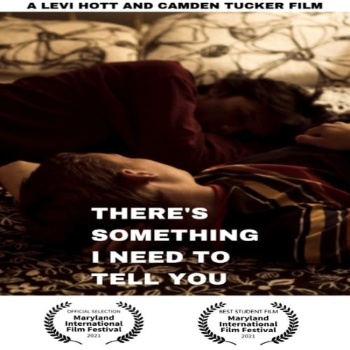 A LEVI HOTT AND CAMDEN TUCKER FILM
THERE'S
SOMETHING
I NEED TO
TELL YOU
OFFICIAL SELECTION
Maryland
International
Film Festival
2021
BEST STUDENT FILM
Maryland
International
Film Festival
2021